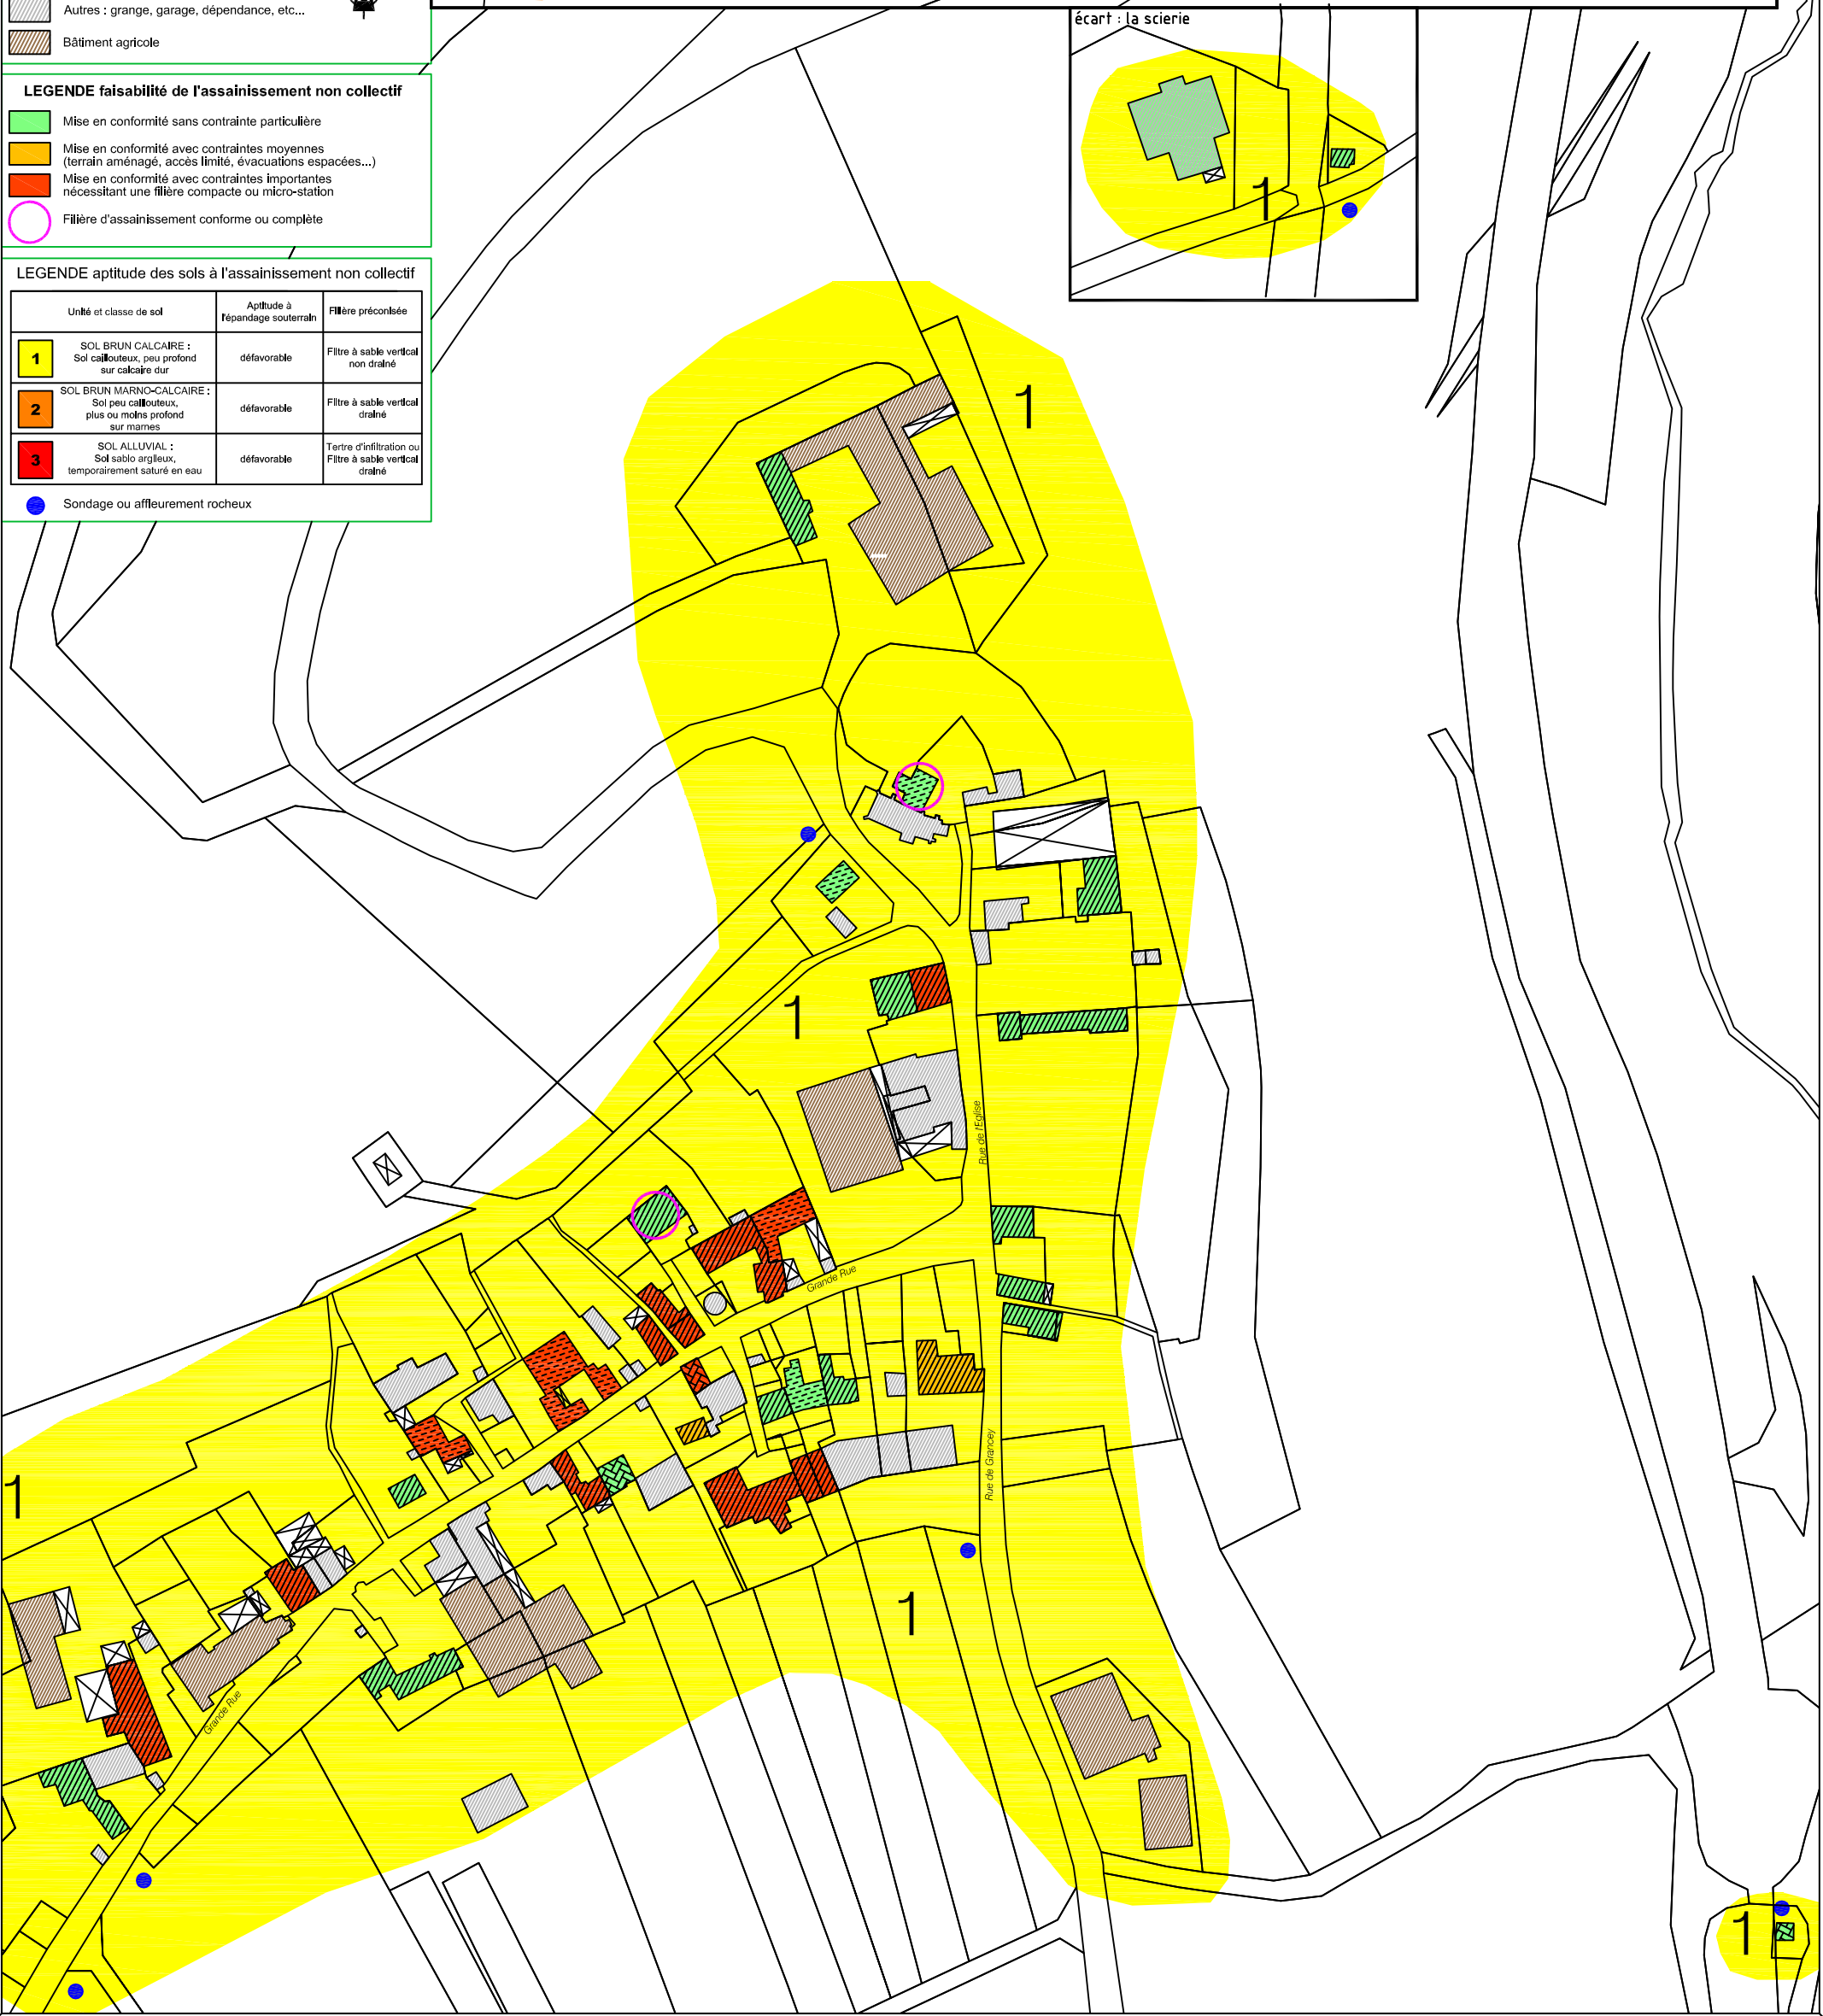 Autres : grange, garage, dépendance, etc...
Bâtiment agricole
LEGENDE faisabilité de l'assainissement non collectif
Mise en conformité sans contrainte particulière
Mise en conformité avec contraintes moyennes
(terrain aménagé, accès limité, évacuations espacées...)
Mise en conformité avec contraintes importantes
nécessitant une filière compacte ou micro-station
Filière d'assainissement conforme ou complète
LEGENDE aptitude des sols à l'assainissement non collectif
Unité et classe de sol
Aptitude à
l'épandage souterrain
Filière préconisée
1
SOL BRUN CALCAIRE :
Sol caillouteux, peu profond
sur calcaire dur
défavorable
Filtre à sable vertical
non drainé
2
SOL BRUN MARNO-CALCAIRE :
Sol peu caillouteux,
plus ou moins profond
sur marnes
défavorable
Filtre à sable vertical
drainé
3
SOL ALLUVIAL :
Sol sablo argileux,
temporairement saturé en eau
défavorable
Tertre d'infiltration ou
Filtre à sable vertical
drainé
Sondage ou affleurement rocheux
écart : la scierie
1
1
1
Rue de l'Eglise
Grande Rue
Rue de Grancey
1
1
Grande Rue
1